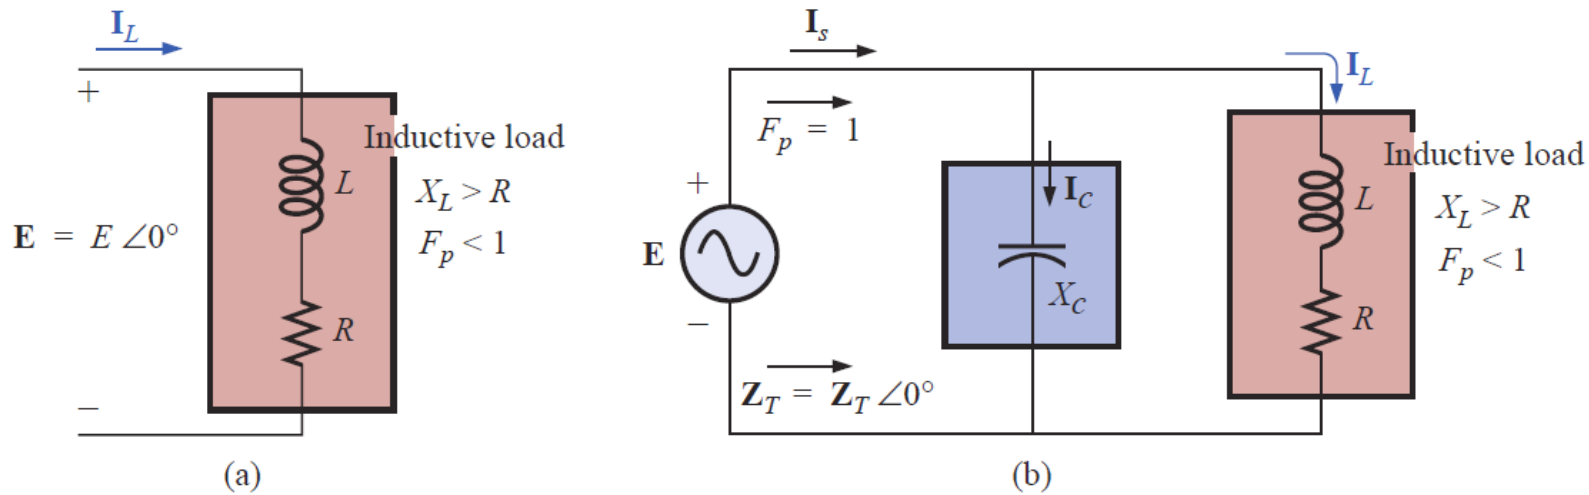 I_L
+
Inductive load
L
X_L > R
E = E ∠0°
F_p < 1
R
−
(a)
I_s
I_L
F_p = 1
+
I_C
Inductive load
L
X_L > R
E
F_p < 1
X_C
−
R
Z_T = Z_T ∠0°
(b)